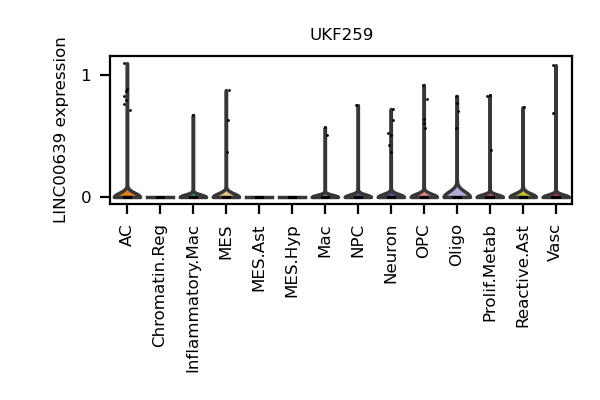 UKF259
LINC00639 expression
1
0
AC
Chromatin.Reg
Inflammatory.Mac
MES
MES.Ast
MES.Hyp
Mac
NPC
Neuron
OPC
Oligo
Prolif.Metab
Reactive.Ast
Vasc